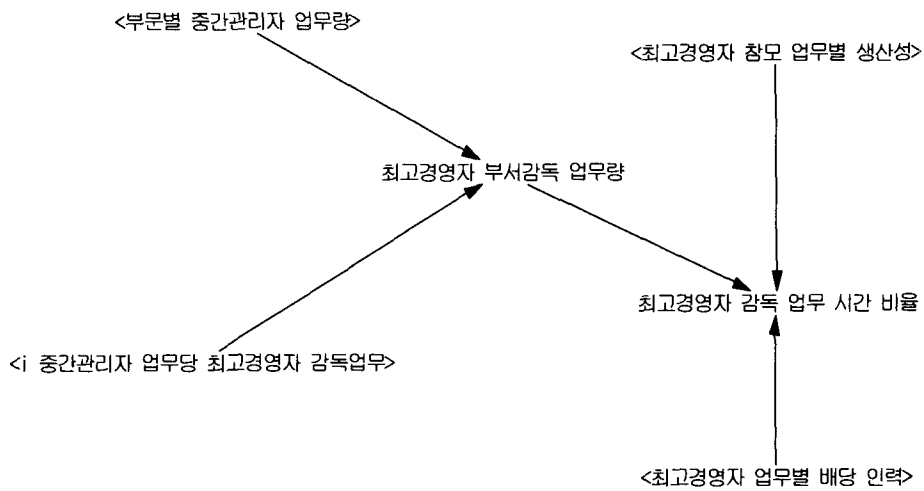 <부문별 중간관리자 업무량>
<최고경영자 참모 업무별 생산성>
최고경영자 부서감독 업무량
최고경영자 감독 업무 시간 비율
<i 중간관리자 업무당 최고경영자 감독업무>
<최고경영자 업무별 배당 인력>